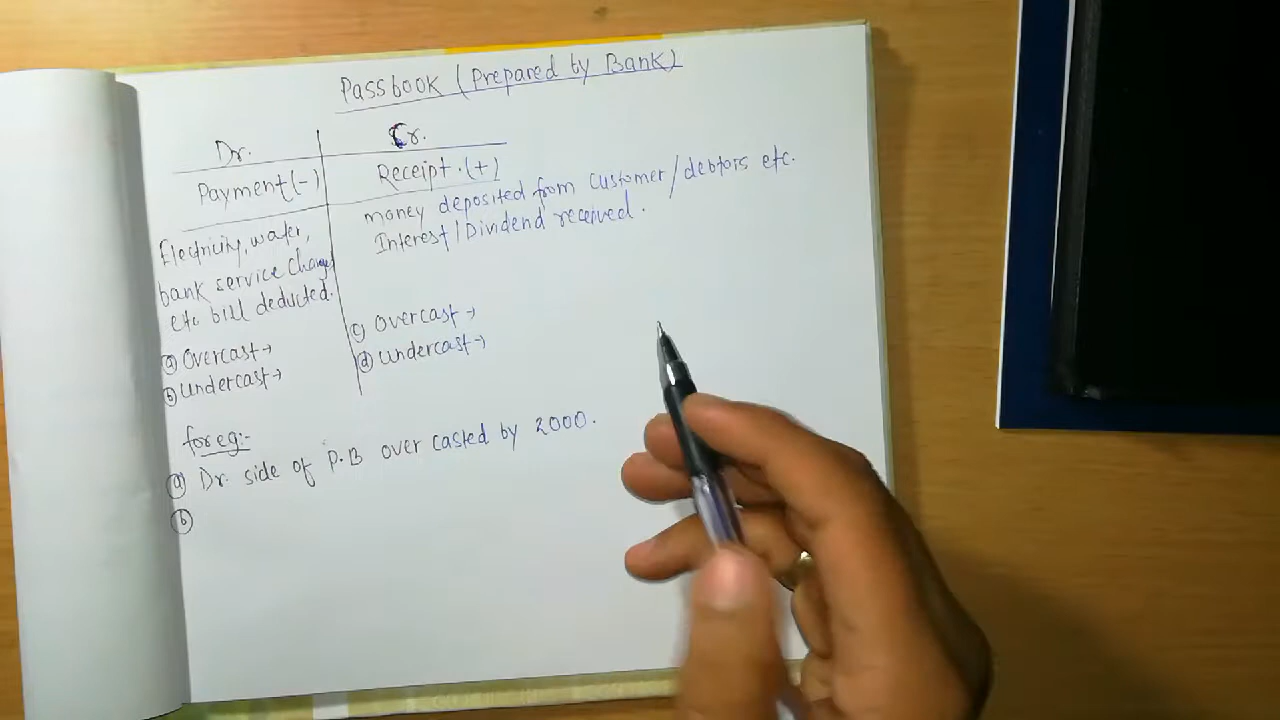 Passbook (Prepared by Bank)
Dr. Cr.
Payment (-) Receipt. (+)
money deposited from customer/debtors etc.
Interest/Dividend received.
Electricity, water,
bank service charge
etc bill deducted.
(a) Overcast →
(b) Undercast →
(c) Overcast →
(d) Undercast →
for eg:-
(a) Dr. side of P.B over casted by 2000.
(b)